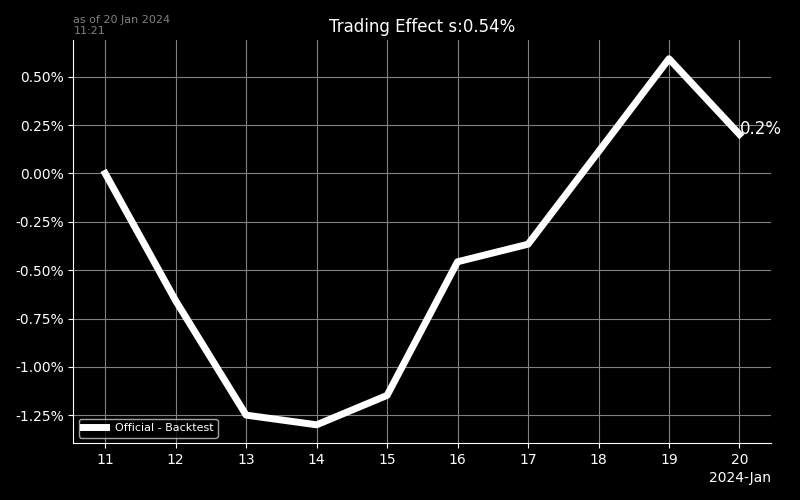 as of 20 Jan 2024
11:21
Trading Effect s:0.54%
0.50%
0.25%
0.00%
-0.25%
-0.50%
-0.75%
-1.00%
-1.25%
0.2%
Official - Backtest
11 12 13 14 15 16 17 18 19 20
2024-Jan